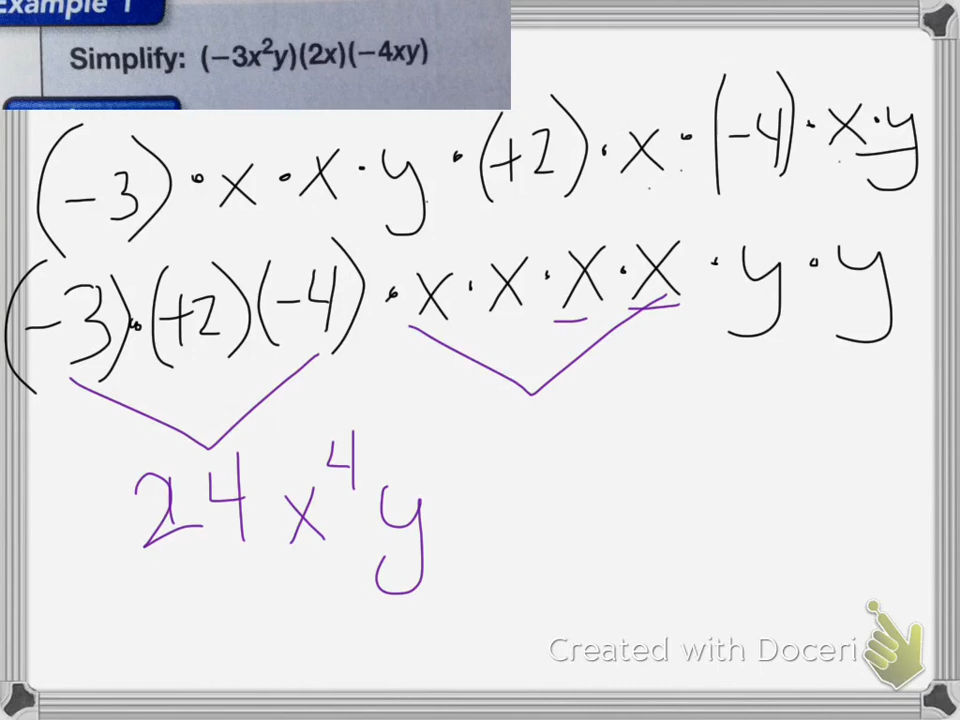 Example 1
Simplify: (−3x²y)(2x)(−4xy)
(−3) · x · x · y · (+2) · x · (−4) · x · y
(−3) · (+2)(−4) · x · x · x · x · y · y
24x⁴y
Created with Doceri